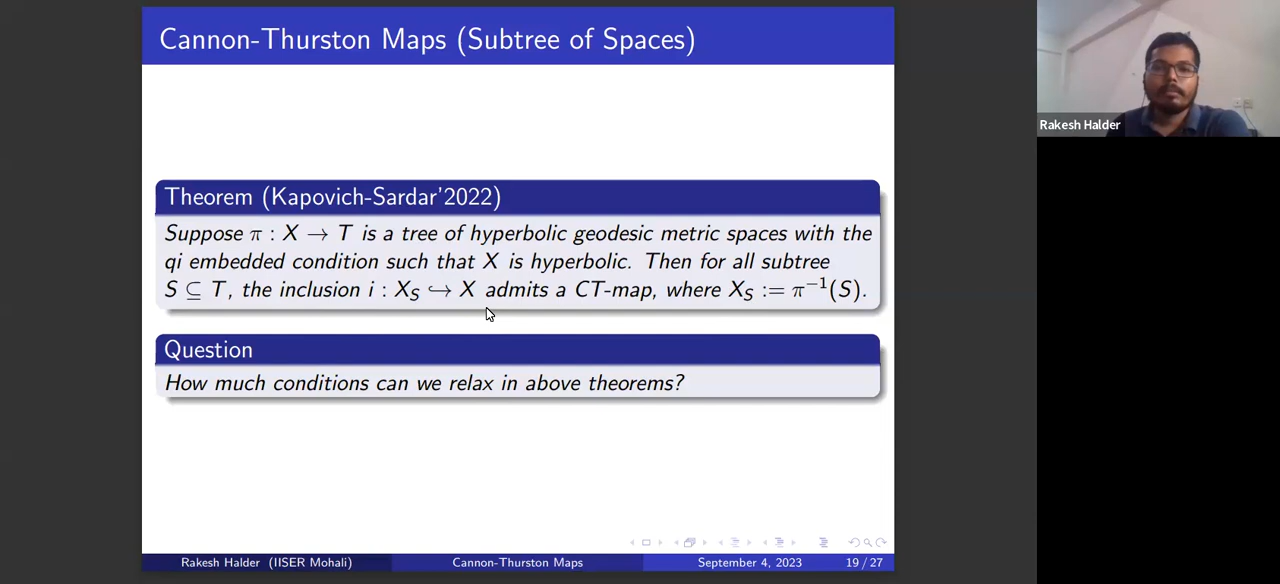 Cannon-Thurston Maps (Subtree of Spaces)
Rakesh Halder
Theorem (Kapovich-Sardar'2022)
Suppose π : X → T is a tree of hyperbolic geodesic metric spaces with the
qi embedded condition such that X is hyperbolic. Then for all subtree
S ⊆ T, the inclusion i : X_S ↪ X admits a CT-map, where X_S := π⁻¹(S).
Question
How much conditions can we relax in above theorems?
Rakesh Halder (IISER Mohali) Cannon-Thurston Maps September 4, 2023 19 / 27